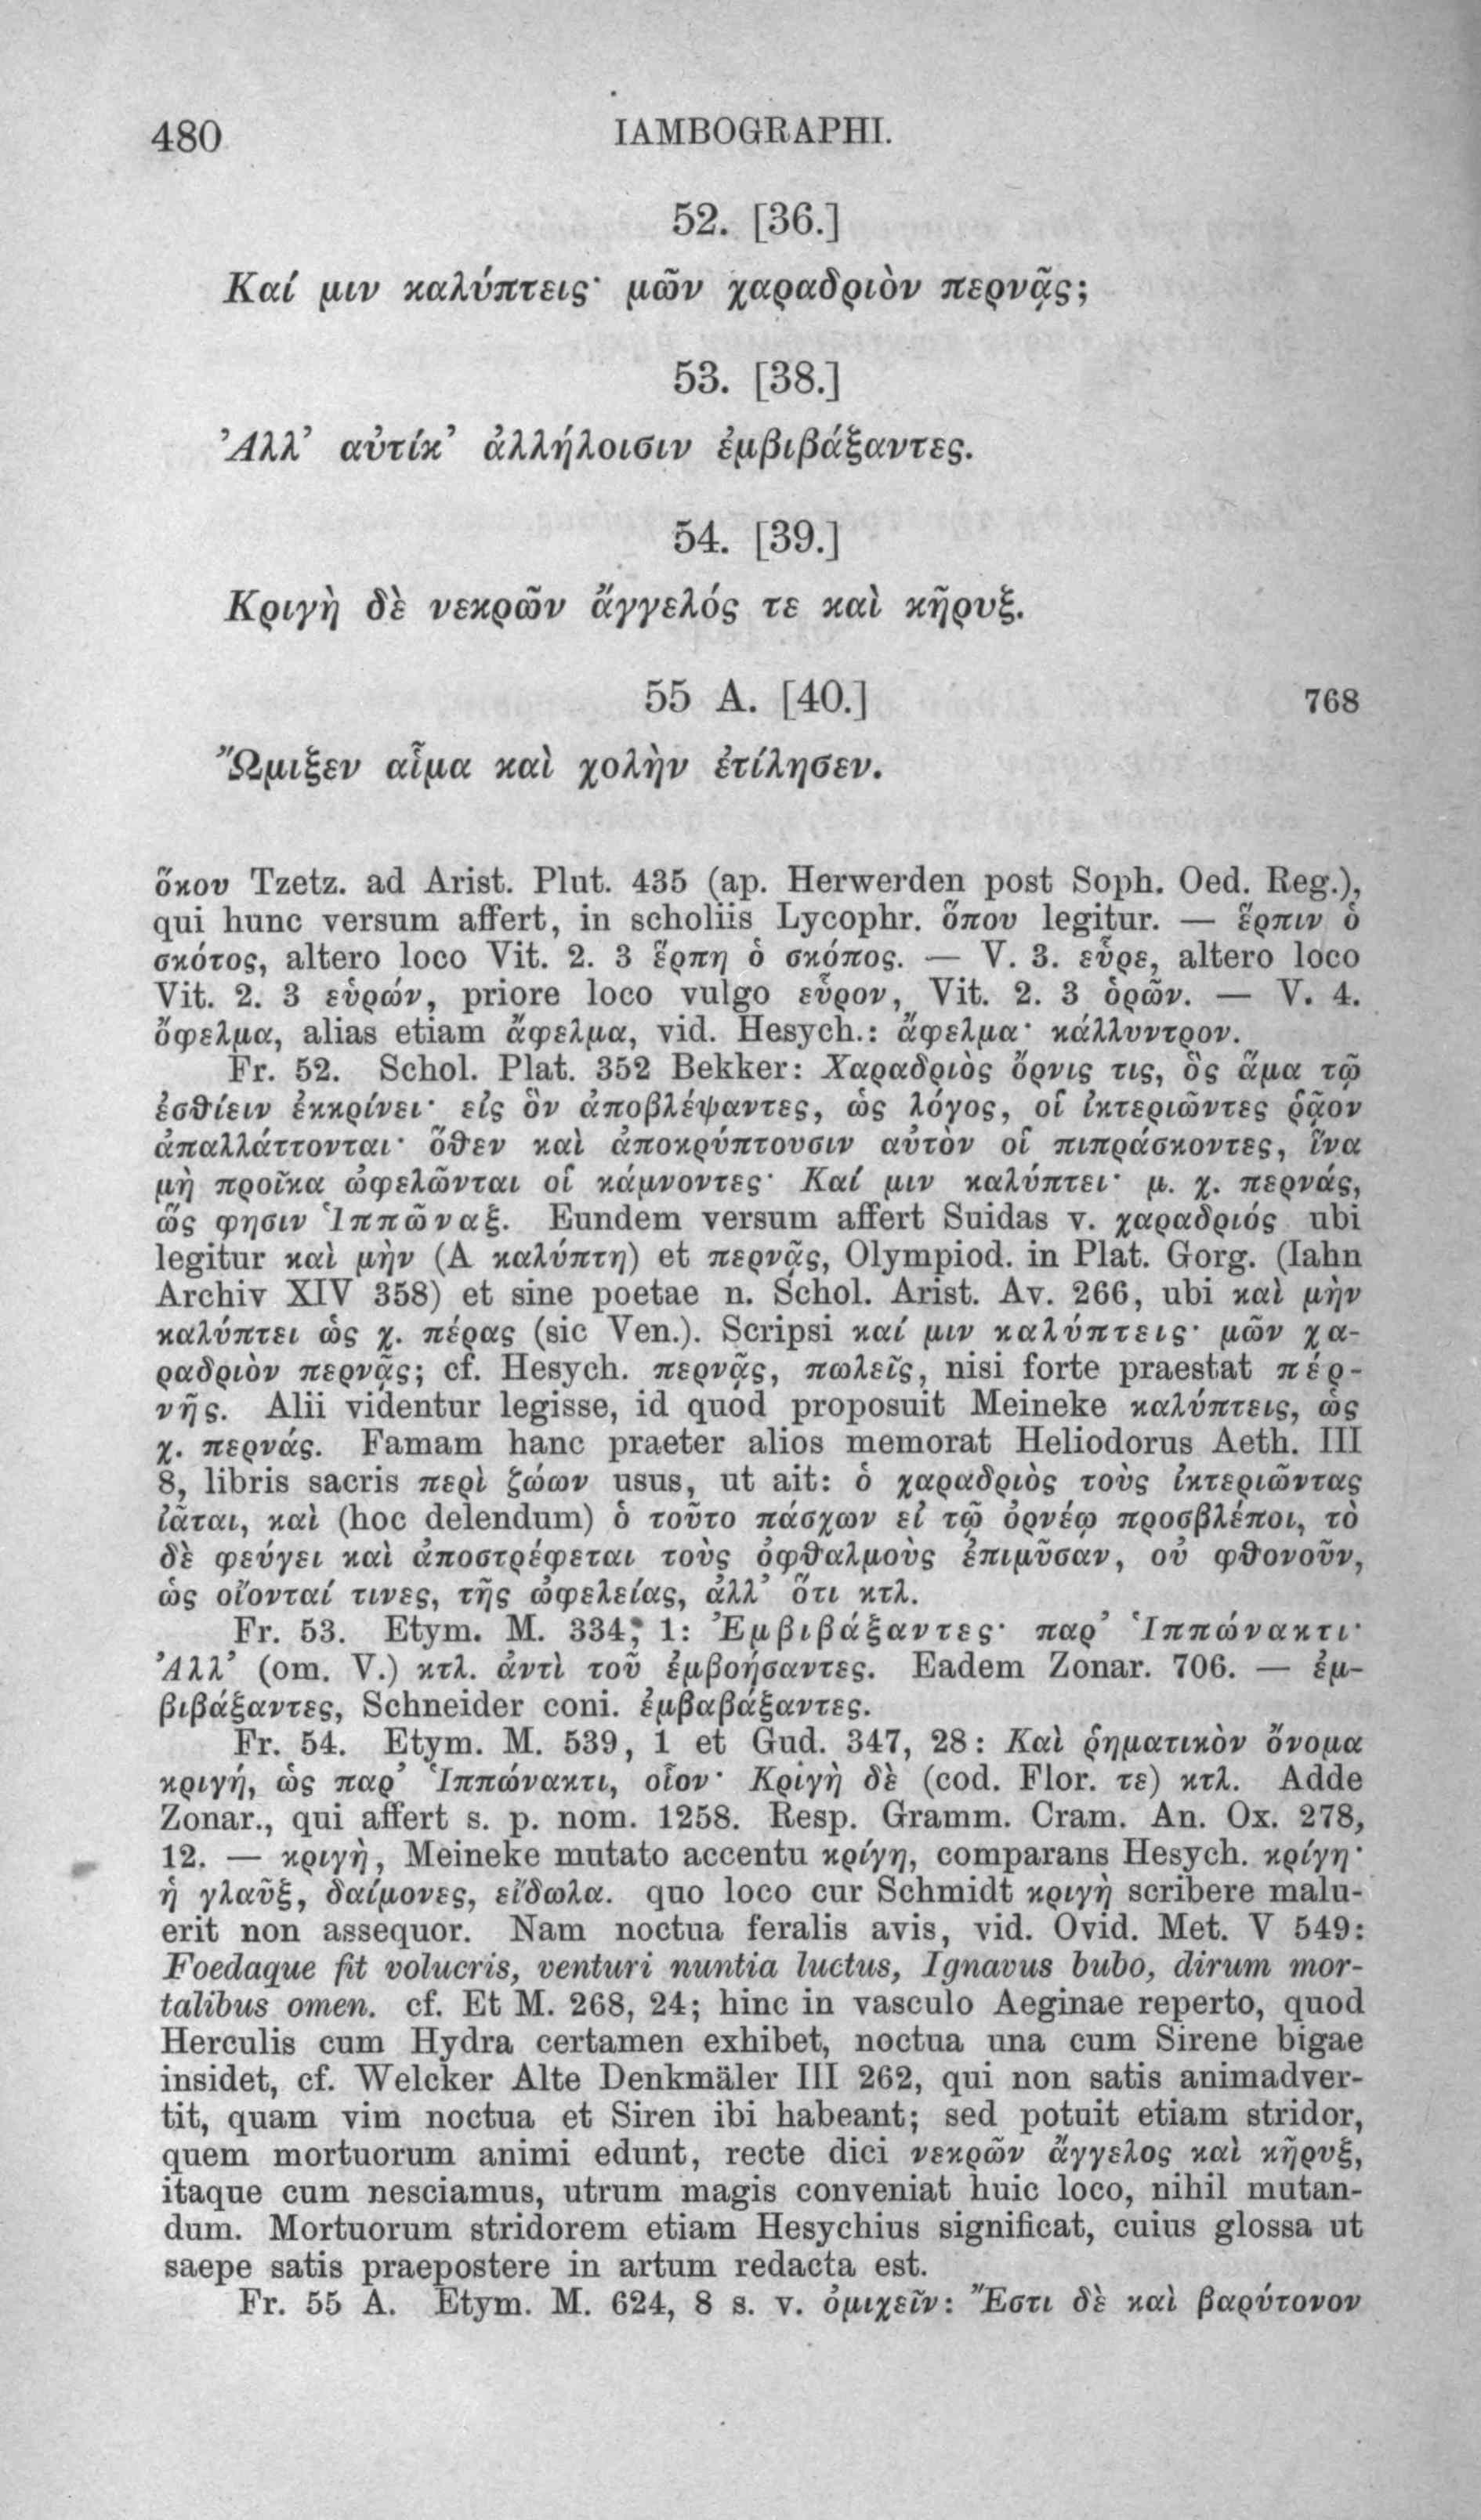 480
IAMBOGRAPHI.
52. [36.]
Καί μιν καλύπτεις· μῶν χαραδριὸν περνᾷς;
53. [38.]
Ἀλλ’ αὐτίκ’ ἀλλήλοισιν ἐμβιβάξαντες.
54. [39.]
Κριγὴ δὲ νεκρῶν ἄγγελός τε καὶ κῆρυξ.
55 A. [40.] 768
Ὤμιξεν αἷμα καὶ χολὴν ἐτίλησεν.
ὅκου Tzetz. ad Arist. Plut. 435 (ap. Herwerden post Soph. Oed. Reg.),
qui hunc versum affert, in scholiis Lycophr. ὅπου legitur. — ἕρπιν ὁ
σκότος, altero loco Vit. 2. 3 ἕρπη ὁ σκόπος. — V. 3. εὗρε, altero loco
Vit. 2. 3 εὑρών, priore loco vulgo εὗρον, Vit. 2. 3 ὁρῶν. — V. 4.
ὄφελμα, alias etiam ἄφελμα, vid. Hesych.: ἄφελμα· κάλλυντρον.
Fr. 52. Schol. Plat. 352 Bekker: Χαραδριὸς ὄρνις τις, ὃς ἅμα τῷ
ἐσθίειν ἐκκρίνει· εἰς ὃν ἀποβλέψαντες, ὡς λόγος, οἱ ἰκτεριῶντες ῥᾷον
ἀπαλλάττονται· ὅθεν καὶ ἀποκρύπτουσιν αὐτὸν οἱ πιπράσκοντες, ἵνα
μὴ προῖκα ὠφελῶνται οἱ κάμνοντες· Καί μιν καλύπτει· μ. χ. περνάς,
ὥς φησιν Ἱππῶναξ. Eundem versum affert Suidas v. χαραδριός ubi
legitur καὶ μὴν (A καλύπτη) et περνᾷς, Olympiod. in Plat. Gorg. (Iahn
Archiv XIV 358) et sine poetae n. Schol. Arist. Av. 266, ubi καὶ μὴν
καλύπτει ὡς χ. πέρας (sic Ven.). Scripsi καί μιν καλύπτεις· μῶν χα-
ραδριὸν περνᾷς; cf. Hesych. περνᾷς, πωλεῖς, nisi forte praestat πέρ-
νῆς. Alii videntur legisse, id quod proposuit Meineke καλύπτεις, ὡς
χ. περνάς. Famam hanc praeter alios memorat Heliodorus Aeth. III
8, libris sacris περὶ ζώων usus, ut ait: ὁ χαραδριὸς τοὺς ἰκτεριῶντας
ἰᾶται, καὶ (hoc delendum) ὁ τοῦτο πάσχων εἰ τῷ ὀρνέῳ προσβλέποι, τὸ
δὲ φεύγει καὶ ἀποστρέφεται τοὺς ὀφθαλμοὺς ἐπιμῦσαν, οὐ φθονοῦν,
ὡς οἴονταί τινες, τῆς ὠφελείας, ἀλλ’ ὅτι κτλ.
Fr. 53. Etym. M. 334, 1: Ἐμβιβάξαντες· παρ’ Ἱππώνακτι·
Ἀλλ’ (om. V.) κτλ. ἀντὶ τοῦ ἐμβοήσαντες. Eadem Zonar. 706. — ἐμ-
βιβάξαντες, Schneider coni. ἐμβαβάξαντες.
Fr. 54. Etym. M. 539, 1 et Gud. 347, 28: Καὶ ῥηματικὸν ὄνομα
κριγή, ὡς παρ’ Ἱππώνακτι, οἷον· Κριγὴ δὲ (cod. Flor. τε) κτλ. Adde
Zonar., qui affert s. p. nom. 1258. Resp. Gramm. Cram. An. Ox. 278,
12. — κριγὴ, Meineke mutato accentu κρίγη, comparans Hesych. κρίγη·
ἡ γλαῦξ, δαίμονες, εἴδωλα. quo loco cur Schmidt κριγὴ scribere malu-
erit non assequor. Nam noctua feralis avis, vid. Ovid. Met. V 549:
Foedaque fit volucris, venturi nuntia luctus, Ignavus bubo, dirum mor-
talibus omen. cf. Et M. 268, 24; hinc in vasculo Aeginae reperto, quod
Herculis cum Hydra certamen exhibet, noctua una cum Sirene bigae
insidet, cf. Welcker Alte Denkmäler III 262, qui non satis animadver-
tit, quam vim noctua et Siren ibi habeant; sed potuit etiam stridor,
quem mortuorum animi edunt, recte dici νεκρῶν ἄγγελος καὶ κῆρυξ,
itaque cum nesciamus, utrum magis conveniat huic loco, nihil mutan-
dum. Mortuorum stridorem etiam Hesychius significat, cuius glossa ut
saepe satis praepostere in artum redacta est.
Fr. 55 A. Etym. M. 624, 8 s. v. ὀμιχεῖν: Ἔστι δὲ καὶ βαρύτονον